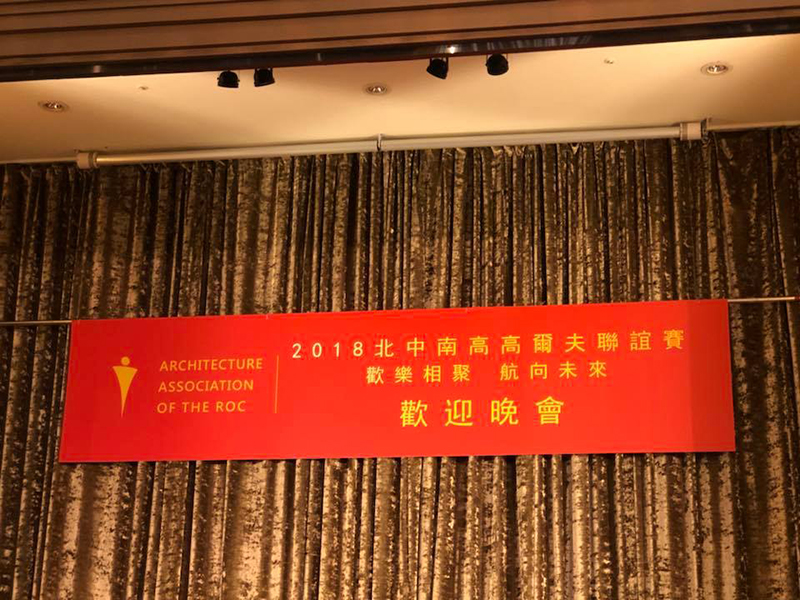 ARCHITECTURE
ASSOCIATION
OF THE ROC
2018北中南高高爾夫聯誼賽
歡樂相聚 航向未來
歡迎晚會